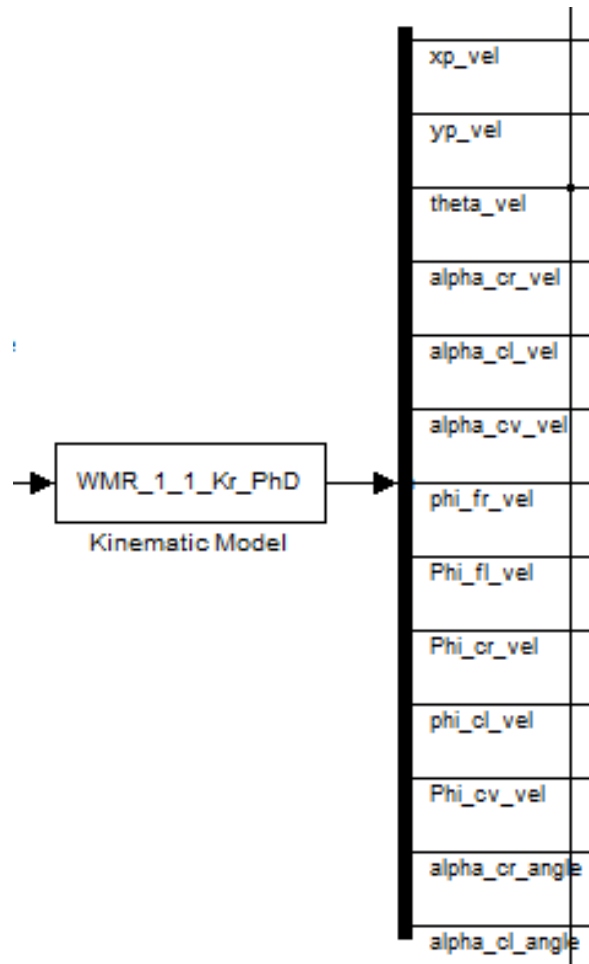 xp_vel
yp_vel
theta_vel
alpha_cr_vel
alpha_cl_vel
alpha_cv_vel
WMR_1_1_Kr_PhD
Kinematic Model
phi_fr_vel
Phi_fl_vel
Phi_cr_vel
phi_cl_vel
Phi_cv_vel
alpha_cr_angle
alpha_cl_angle